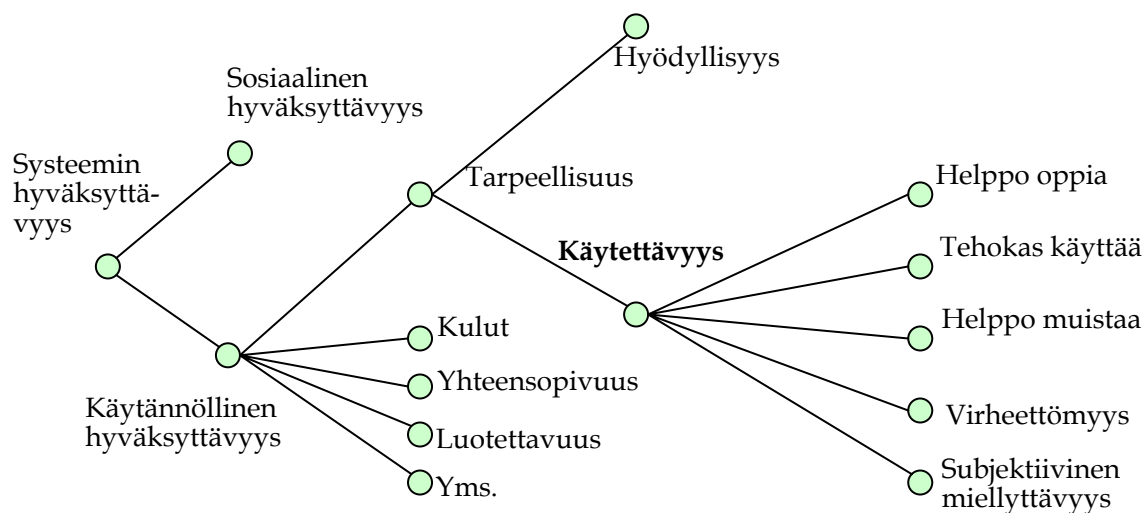 Hyödyllisyys
Sosiaalinen
hyväksyttävyys
Systeemin
hyväksyttä-
vyys
Tarpeellisuus
Helppo oppia
Käytettävyys
Tehokas käyttää
Helppo muistaa
Kulut
Yhteensopivuus
Käytännöllinen
hyväksyttävyys
Luotettavuus
Yms.
Virheettömyys
Subjektiivinen
miellyttävyys